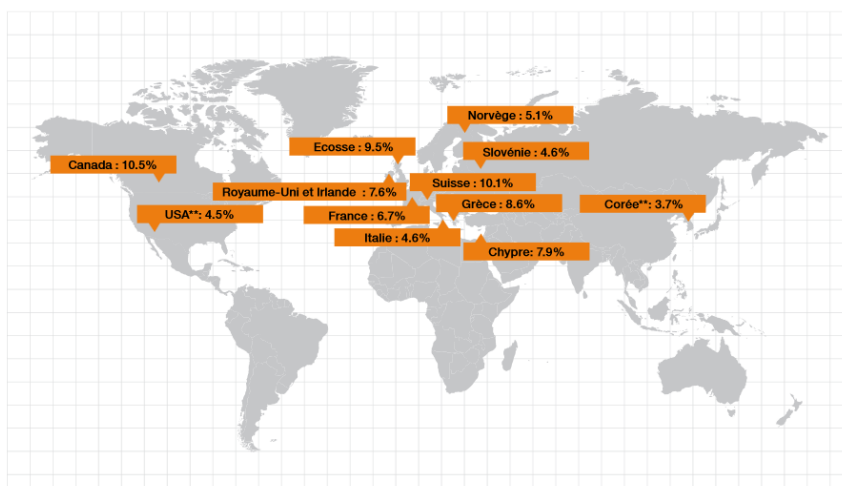 Norvège : 5.1%
Ecosse : 9.5%
Slovénie : 4.6%
Canada : 10.5%
Suisse : 10.1%
Royaume-Uni et Irlande : 7.6%
Grèce : 8.6%
Corée**: 3.7%
USA**: 4.5%
France : 6.7%
Italie : 4.6%
Chypre: 7.9%